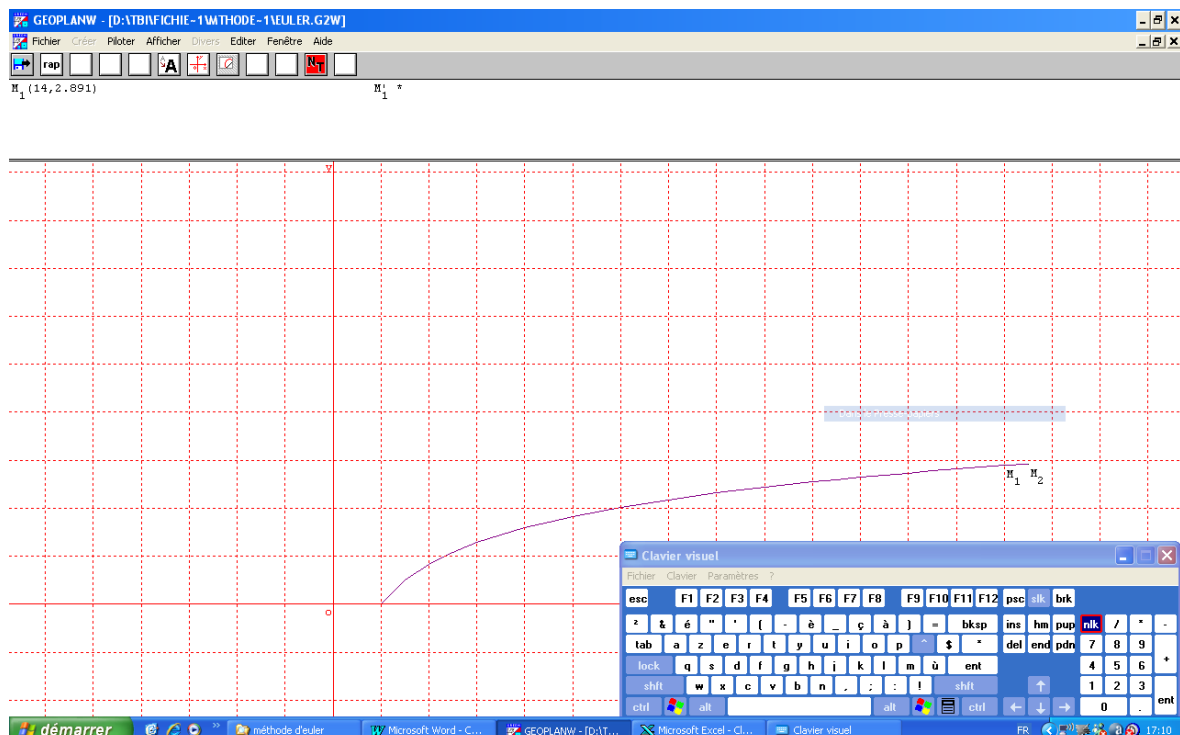 GEOPLANW - [D:\TBI\FICHIE~1\MTHODE~1\EULER.G2W]
Fichier Créer Piloter Afficher Divers Editer Fenêtre Aide
rap A N T
M1(14,2.891) M'1 *
y
o
M1 M2
Clavier visuel
Fichier Clavier Paramètres ?
esc F1 F2 F3 F4 F5 F6 F7 F8 F9 F10 F11 F12 psc slk brk
² & é " ' ( - è _ ç à ) = bksp ins hm pup nlk / * -
tab a z e r t y u i o p ^ $ * del end pdn 7 8 9 +
lock q s d f g h j k l m ù ent 4 5 6
shft w x c v b n , ; : ! shft ↑ 1 2 3 ent
ctrl alt alt ctrl ← ↓ → 0 .
démarrer » méthode d'euler Microsoft Word - C... GEOPLANW - [D:\T... Microsoft Excel - Cl... Clavier visuel FR 17:10